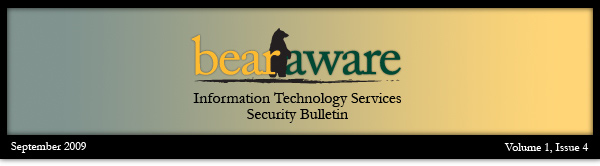 bearaware
Information Technology Services
Security Bulletin
September 2009
Volume 1, Issue 4